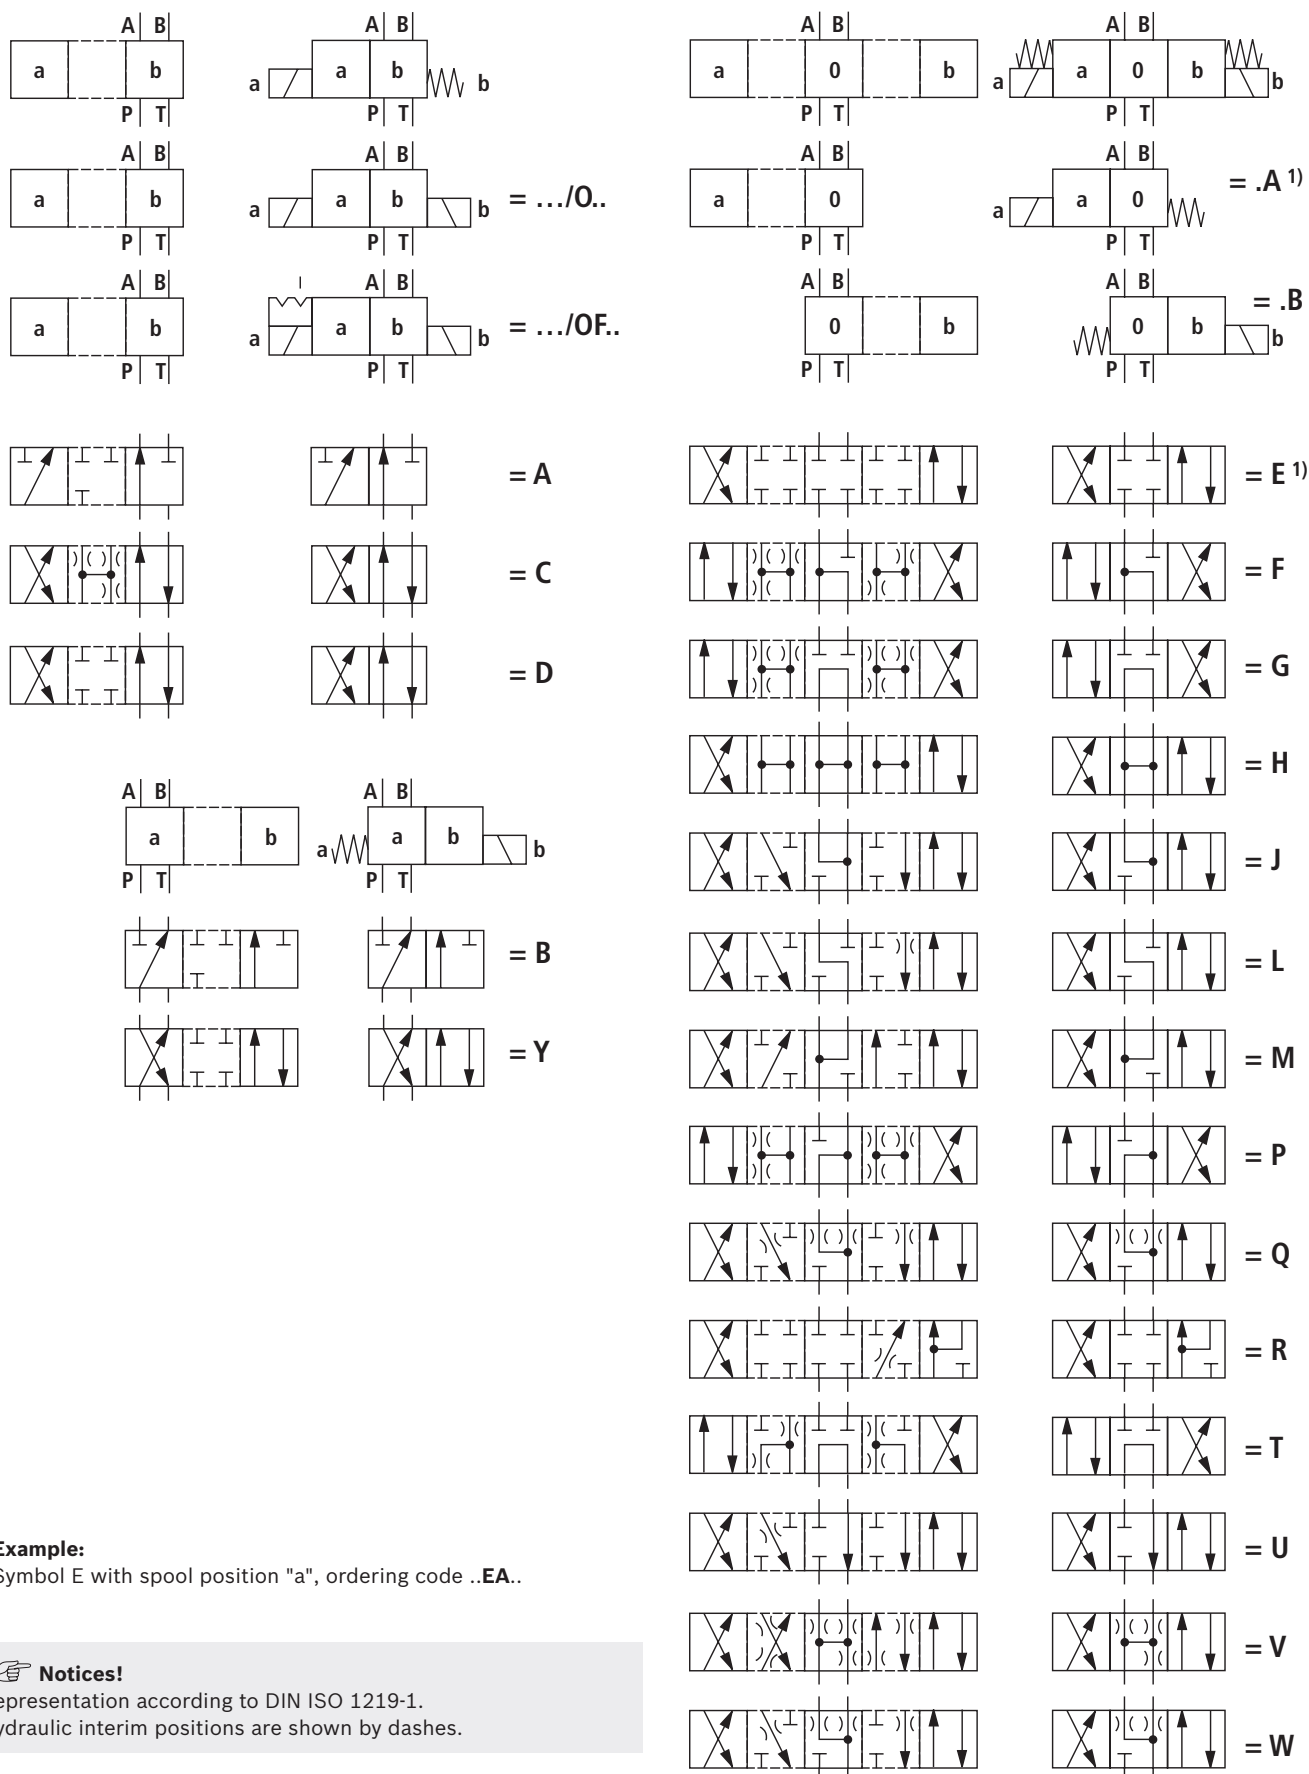 A B
a b
P T
A B
a a b b
P T
A B
a b
P T
A B
a a b b
P T
= .../O..
A B
a b
P T
A B
a a b b
P T
= .../OF..
= A
= C
= D
A B
a b
P T
A B
a a b b
P T
= B
= Y
A B
a 0 b
P T
A B
a a 0 b b
P T
A B
a 0
P T
A B
a a 0
P T
= .A 1)
A B
0 b
P T
A B
0 b b
P T
= .B
= E 1)
= F
= G
= H
= J
= L
= M
= P
= Q
= R
= T
= U
= V
= W
Example:
Symbol E with spool position "a", ordering code ..EA..
Notices!
epresentation according to DIN ISO 1219-1.
ydraulic interim positions are shown by dashes.